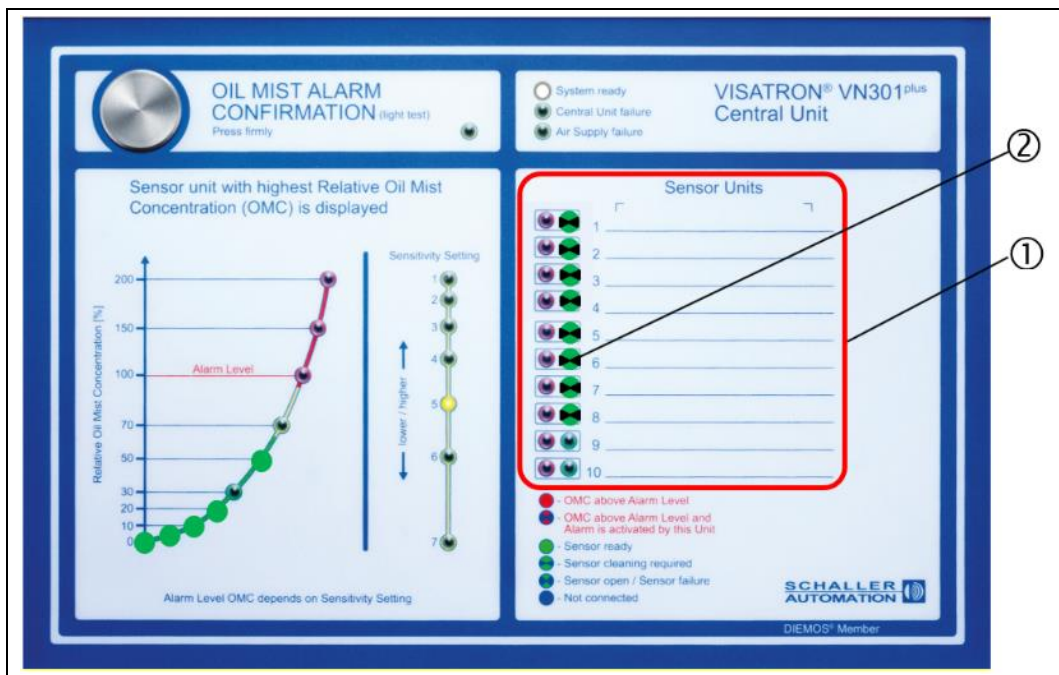 OIL MIST ALARM
CONFIRMATION (light test)
Press firmly
System ready
Central Unit failure
Air Supply failure
VISATRON® VN301plus
Central Unit
Sensor unit with highest Relative Oil Mist
Concentration (OMC) is displayed
Relative Oil Mist Concentration [%]
200
150
100
70
50
30
20
10
0
Alarm Level
Sensitivity Setting
1
2
3
4
5
6
7
lower / higher
Alarm Level OMC depends on Sensitivity Setting
Sensor Units
1
2
3
4
5
6
7
8
9
10
- OMC above Alarm Level
- OMC above Alarm Level and
Alarm is activated by this Unit
- Sensor ready
- Sensor cleaning required
- Sensor open / Sensor failure
- Not connected
SCHALLER
AUTOMATION
DIEMOS® Member
②
①